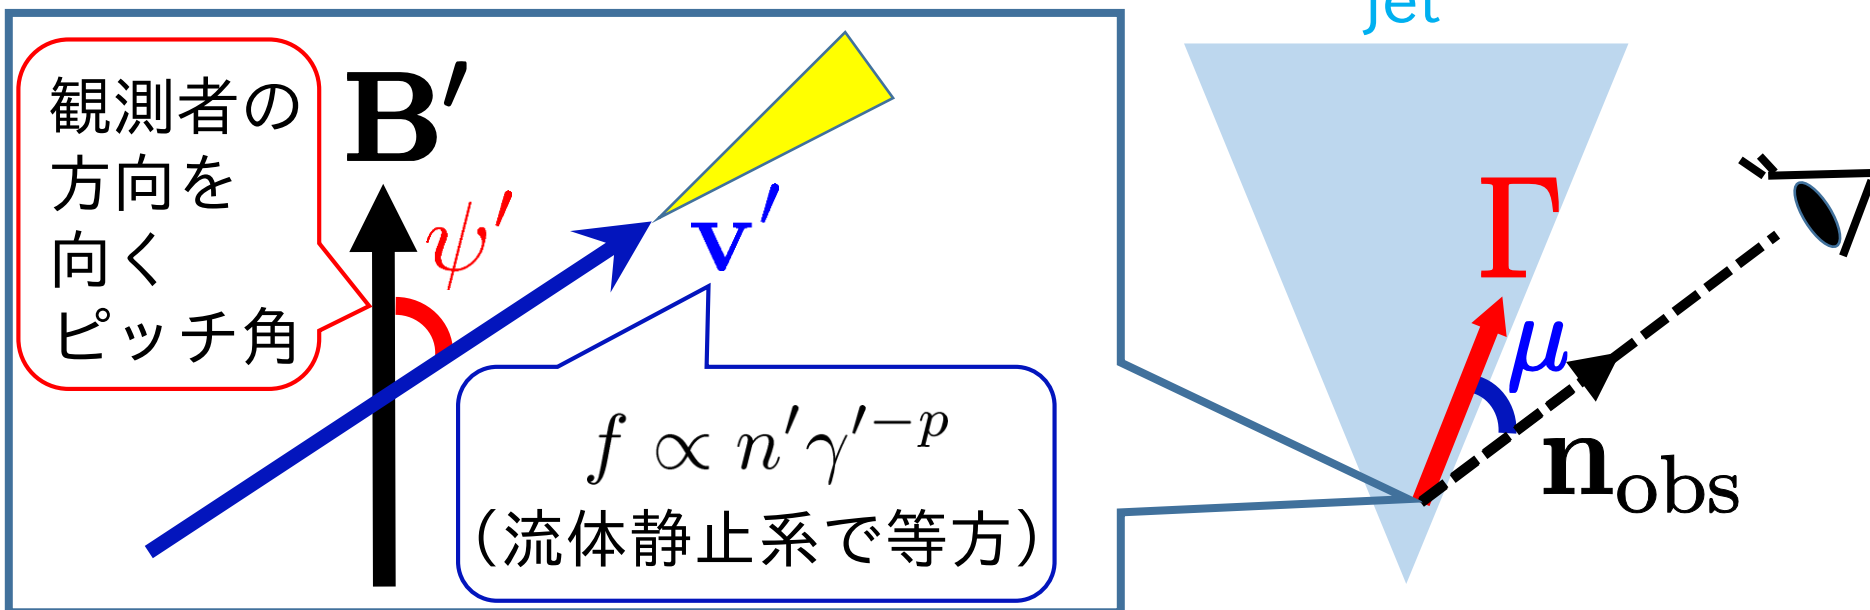 jet
観測者の
方向を
向く
ピッチ角
B′
ψ′
v′
f ∝ n′γ′^{−p}
（流体静止系で等方）
Γ
μ
n_obs